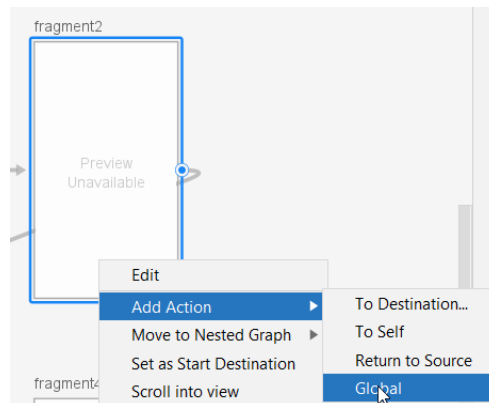 fragment2
Preview
Unavailable
Edit
Add Action
To Destination...
Move to Nested Graph
To Self
Set as Start Destination
Return to Source
fragment4
Scroll into view
Global